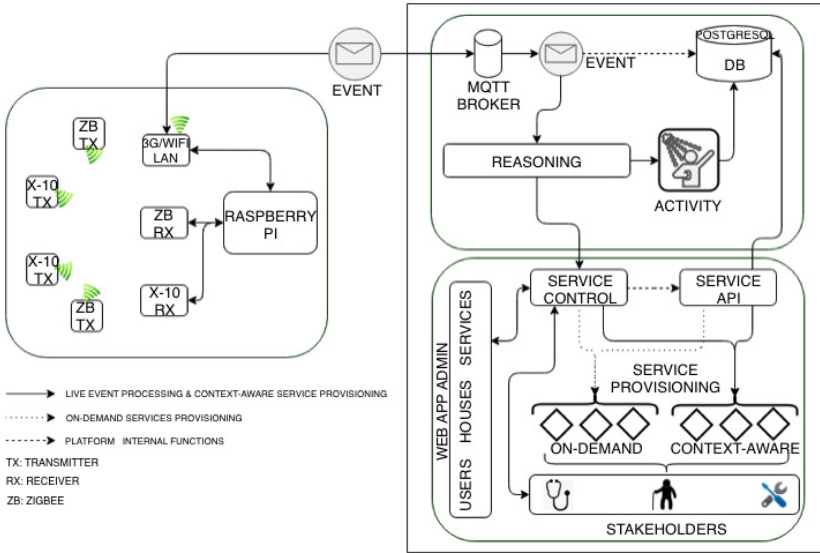 ZB
TX
X-10
TX
X-10
TX
ZB
TX
3G/WIFI
LAN
ZB
RX
X-10
RX
RASPBERRY
PI
EVENT
MQTT
BROKER
EVENT
POSTGRESQL
DB
REASONING
ACTIVITY
SERVICE
CONTROL
SERVICE
API
WEB APP ADMIN
USERS HOUSES SERVICES
SERVICE
PROVISIONING
ON-DEMAND
CONTEXT-AWARE
STAKEHOLDERS
LIVE EVENT PROCESSING & CONTEXT-AWARE SERVICE PROVISIONING
ON-DEMAND SERVICES PROVISIONING
PLATFORM INTERNAL FUNCTIONS
TX: TRANSMITTER
RX: RECEIVER
ZB: ZIGBEE